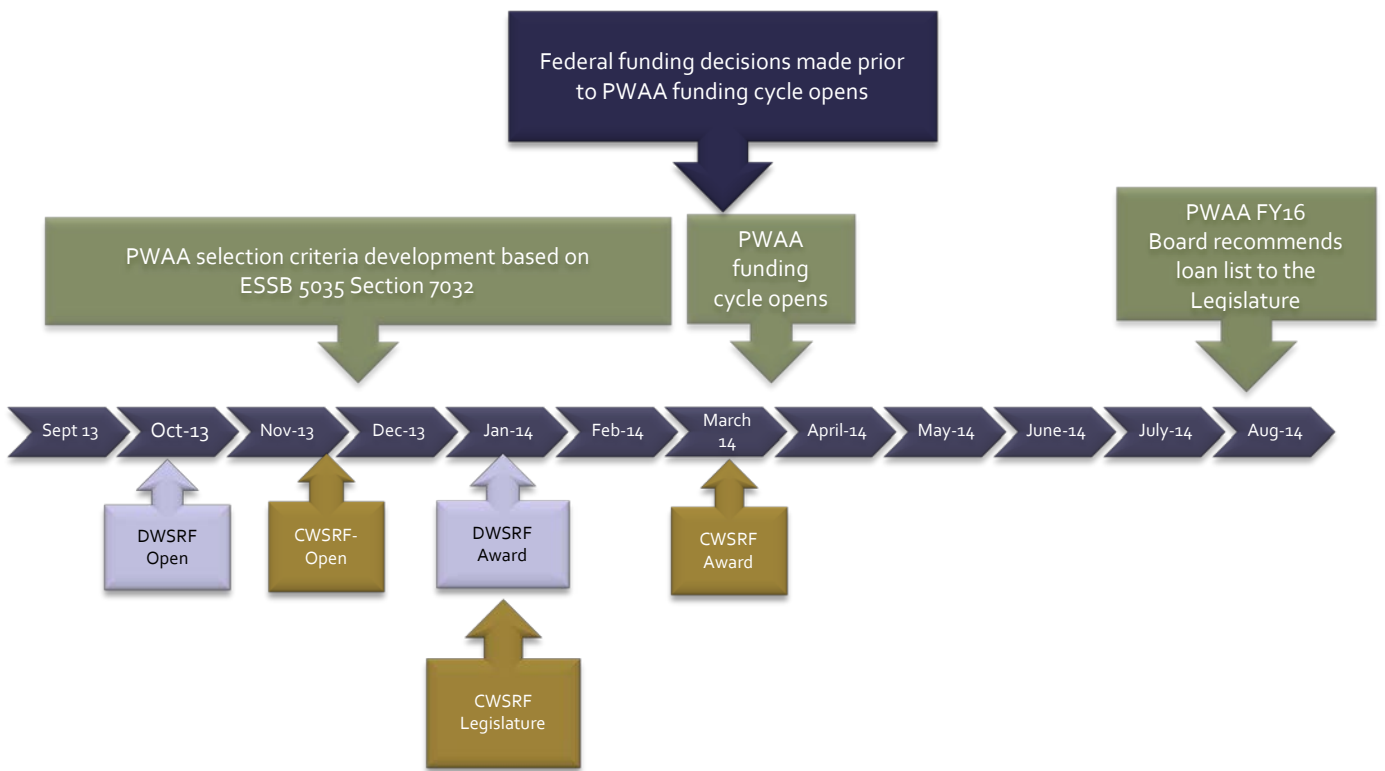 Federal funding decisions made prior
to PWAA funding cycle opens
PWAA selection criteria development based on
ESSB 5035 Section 7032
PWAA
funding
cycle opens
PWAA FY16
Board recommends
loan list to the
Legislature
Sept 13
Oct-13
Nov-13
Dec-13
Jan-14
Feb-14
March
14
April-14
May-14
June-14
July-14
Aug-14
DWSRF
Open
CWSRF-
Open
DWSRF
Award
CWSRF
Award
CWSRF
Legislature